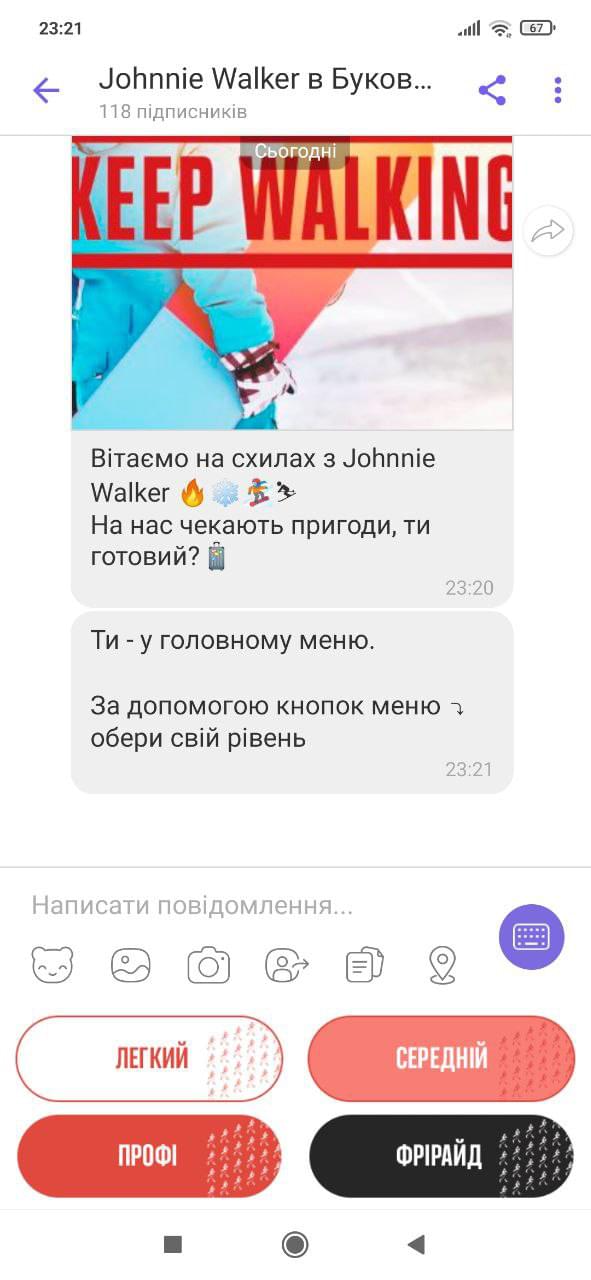 23:21
67
Johnnie Walker в Буков...
118 підписників
Сьогодні
KEEP WALKING
Вітаємо на схилах з Johnnie
Walker 🔥❄️🏂⛷
На нас чекають пригоди, ти
готовий?🧳
23:20
Ти - у головному меню.
За допомогою кнопок меню ⤵
обери свій рівень
23:21
Написати повідомлення...
ЛЕГКИЙ
СЕРЕДНІЙ
ПРОФІ
ФРІРАЙД